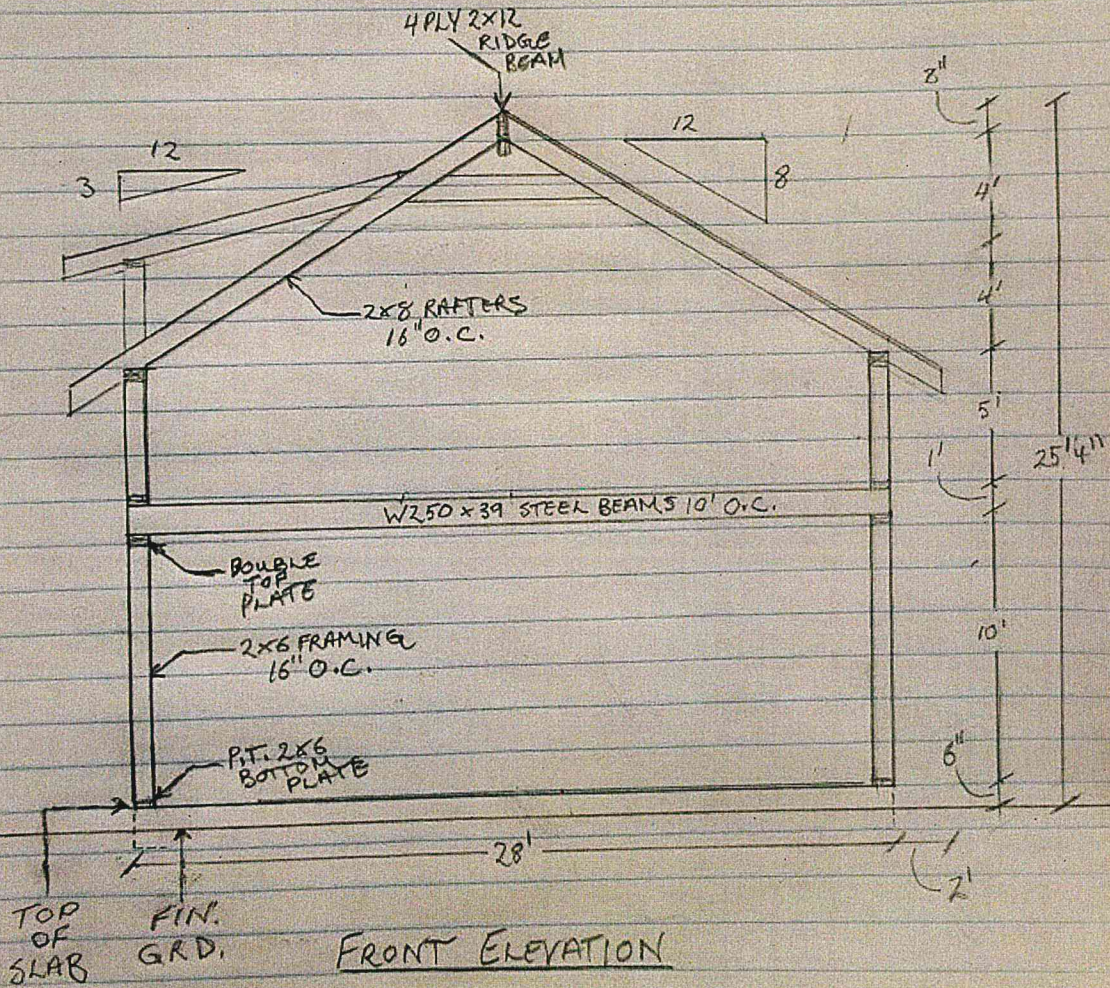 4 PLY 2X12
RIDGE
BEAM
8"
12
3
12
8
4'
4'
2x8 RAFTERS
16" O.C.
5'
1'
25'4"
W250 x 39 STEEL BEAMS 10' O.C.
DOUBLE
TOP
PLATE
2X6 FRAMING
16" O.C.
10'
P.T. 2X6
BOTTOM
PLATE
6"
28'
2'
TOP
OF
SLAB
FIN.
GRD.
FRONT ELEVATION